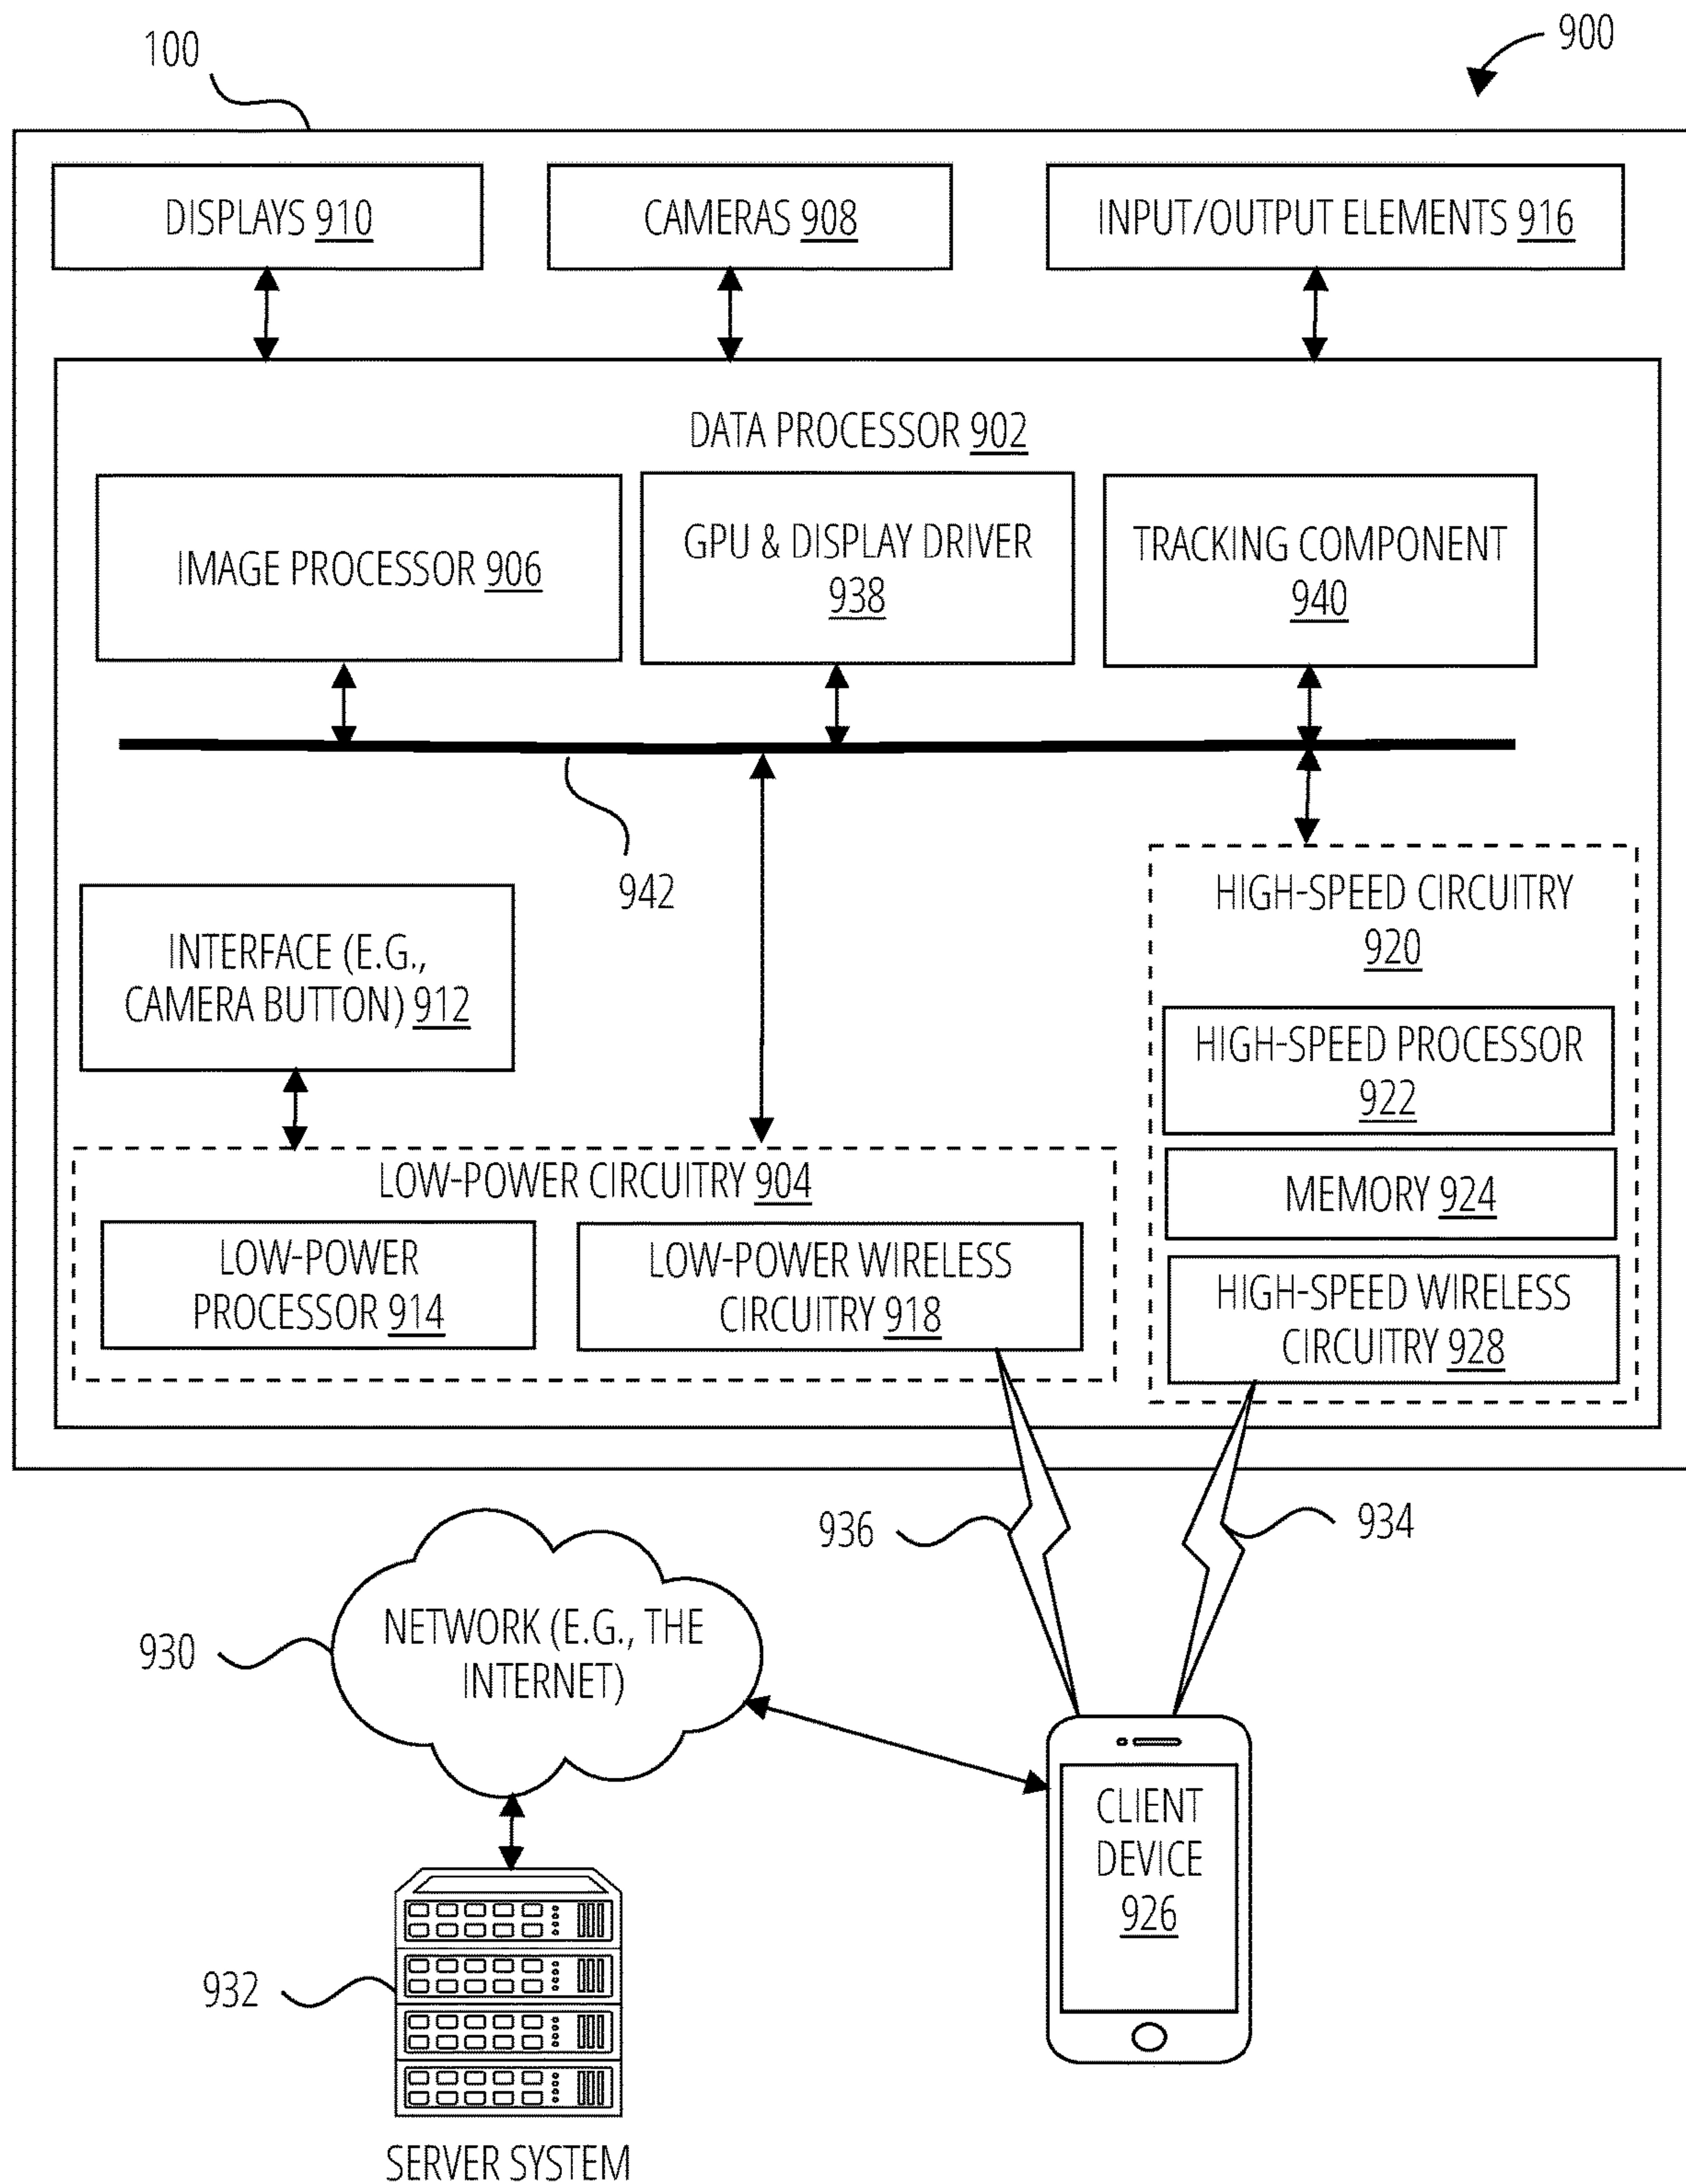 100
900
DISPLAYS 910
CAMERAS 908
INPUT/OUTPUT ELEMENTS 916
DATA PROCESSOR 902
IMAGE PROCESSOR 906
GPU & DISPLAY DRIVER
938
TRACKING COMPONENT
940
942
INTERFACE (E.G.,
CAMERA BUTTON) 912
HIGH-SPEED CIRCUITRY
920
HIGH-SPEED PROCESSOR
922
MEMORY 924
HIGH-SPEED WIRELESS
CIRCUITRY 928
LOW-POWER CIRCUITRY 904
LOW-POWER
PROCESSOR 914
LOW-POWER WIRELESS
CIRCUITRY 918
936
934
930
NETWORK (E.G., THE
INTERNET)
CLIENT
DEVICE
926
932
SERVER SYSTEM